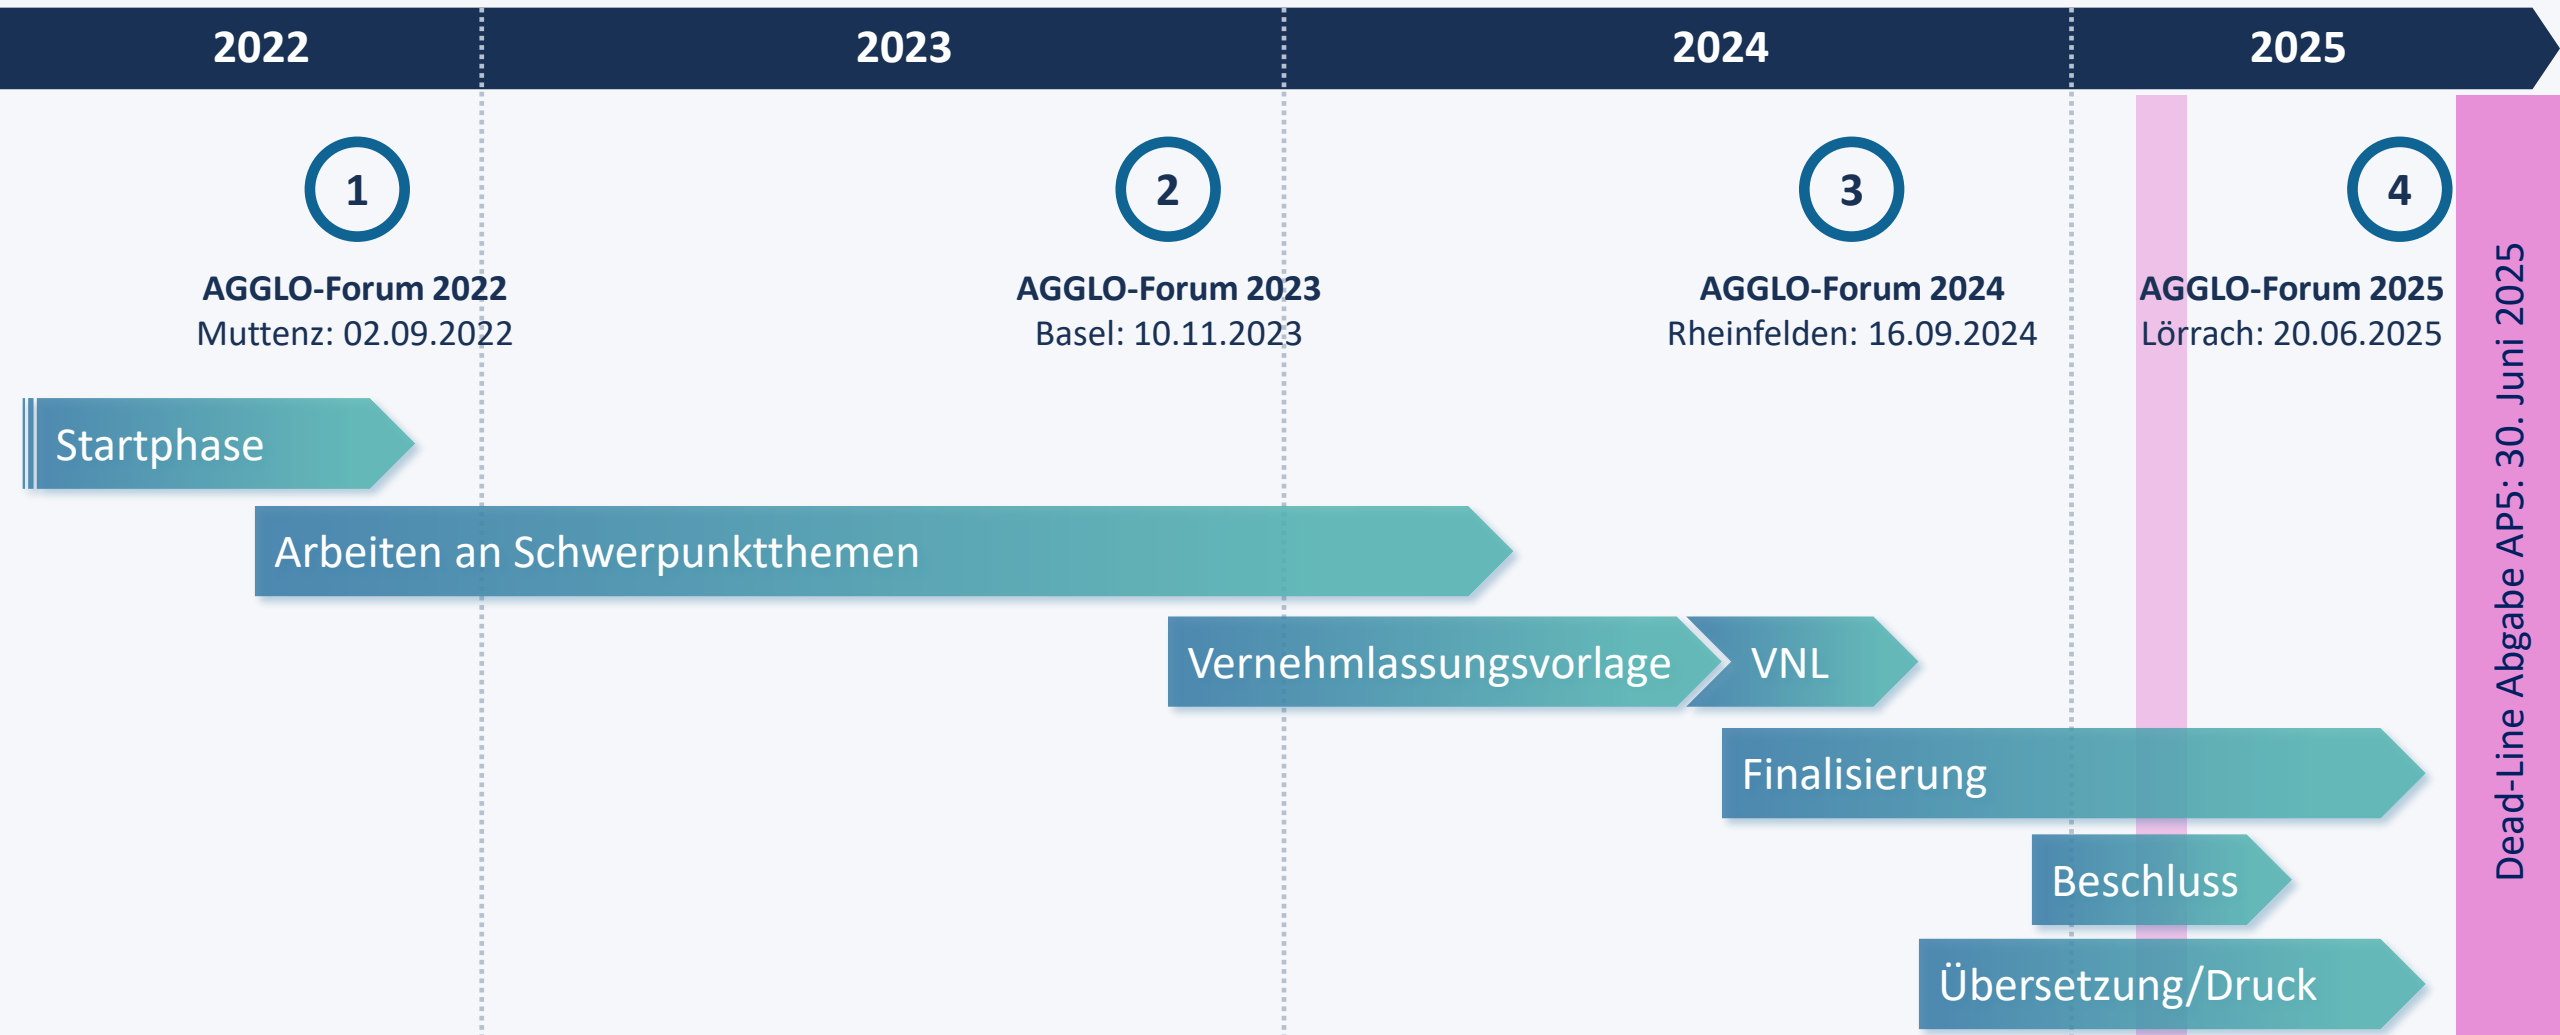 2022
2023
2024
2025
1
2
3
4
AGGLO-Forum 2022
Muttenz: 02.09.2022
AGGLO-Forum 2023
Basel: 10.11.2023
AGGLO-Forum 2024
Rheinfelden: 16.09.2024
AGGLO-Forum 2025
Lörrach: 20.06.2025
Dead-Line Abgabe AP5: 30. Juni 2025
Startphase
Arbeiten an Schwerpunktthemen
Vernehmlassungsvorlage
VNL
Finalisierung
Beschluss
Übersetzung/Druck